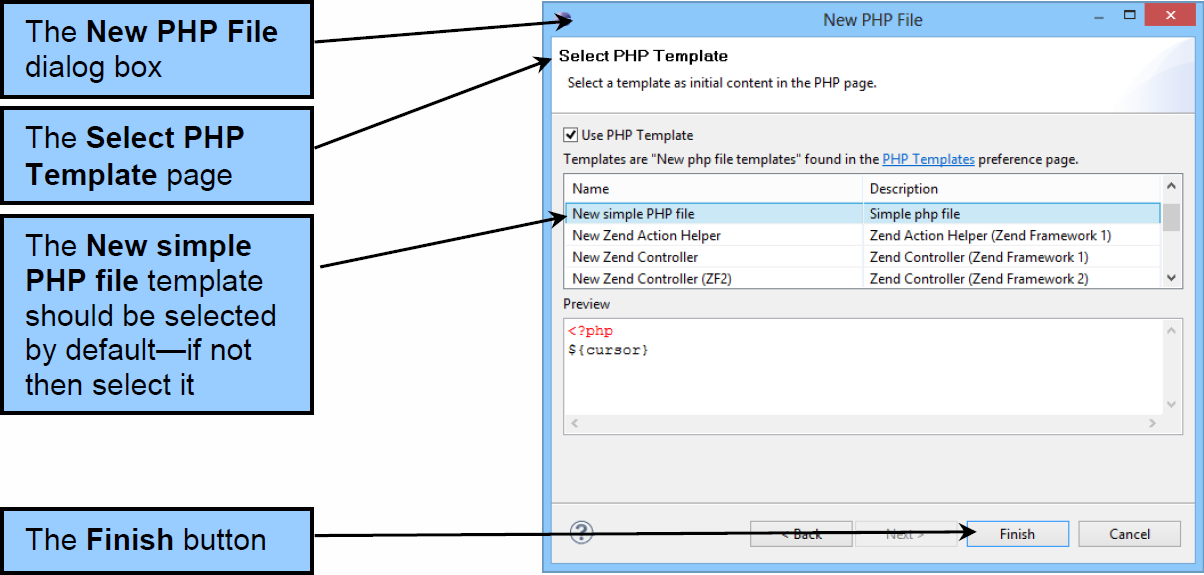 The New PHP File
dialog box
The Select PHP
Template page
The New simple
PHP file template
should be selected
by default—if not
then select it
The Finish button
New PHP File
Select PHP Template
Select a template as initial content in the PHP page.
Use PHP Template
Templates are "New php file templates" found in the PHP Templates preference page.
Name Description
New simple PHP file Simple php file
New Zend Action Helper Zend Action Helper (Zend Framework 1)
New Zend Controller Zend Controller (Zend Framework 1)
New Zend Controller (ZF2) Zend Controller (Zend Framework 2)
Preview
<?php
${cursor}
? < Back Next > Finish Cancel